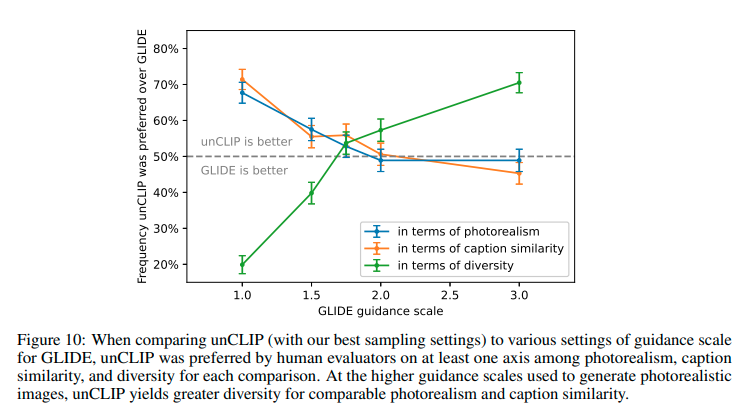 Frequency unCLIP was preferred over GLIDE
80%
70%
60%
50%
40%
30%
20%
unCLIP is better
GLIDE is better
in terms of photorealism
in terms of caption similarity
in terms of diversity
1.0 1.5 2.0 2.5 3.0
GLIDE guidance scale
Figure 10: When comparing unCLIP (with our best sampling settings) to various settings of guidance scale
for GLIDE, unCLIP was preferred by human evaluators on at least one axis among photorealism, caption
similarity, and diversity for each comparison. At the higher guidance scales used to generate photorealistic
images, unCLIP yields greater diversity for comparable photorealism and caption similarity.